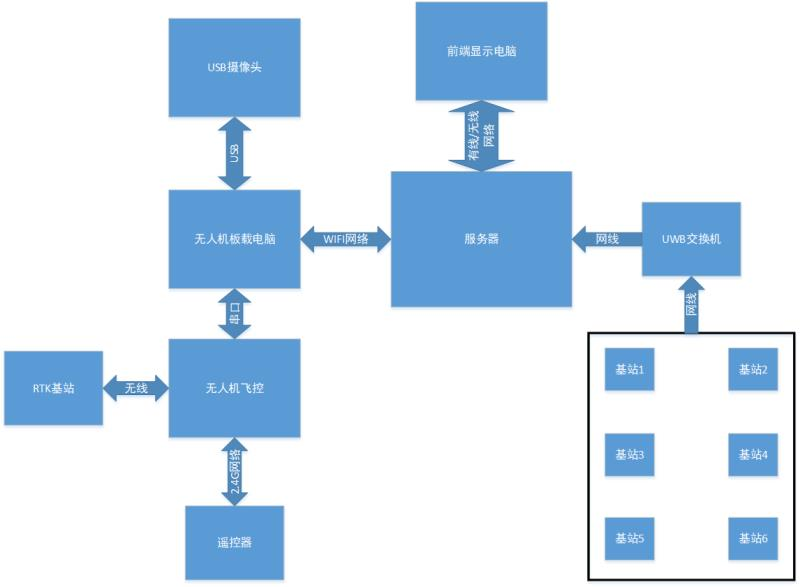 USB摄像头
前端显示电脑
USB
有线/无线
网络
无人机板载电脑
WIFI网络
服务器
网线
UWB交换机
串口
网线
RTK基站
无线
无人机飞控
基站1
基站2
2.4G网络
基站3
基站4
遥控器
基站5
基站6